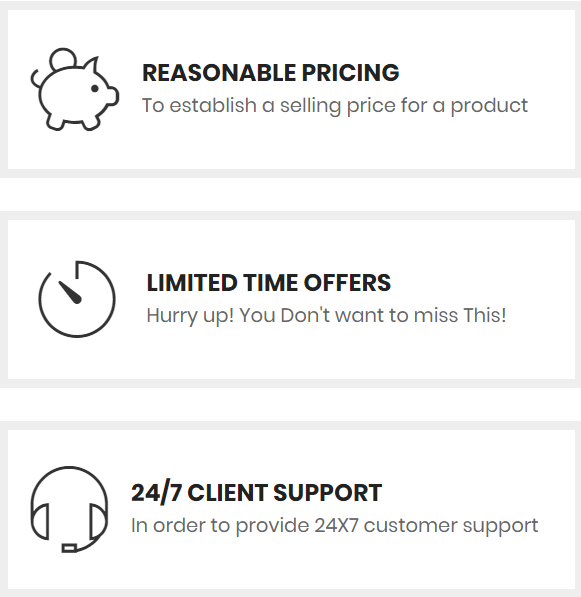 REASONABLE PRICING
To establish a selling price for a product
LIMITED TIME OFFERS
Hurry up! You Don't want to miss This!
24/7 CLIENT SUPPORT
In order to provide 24X7 customer support